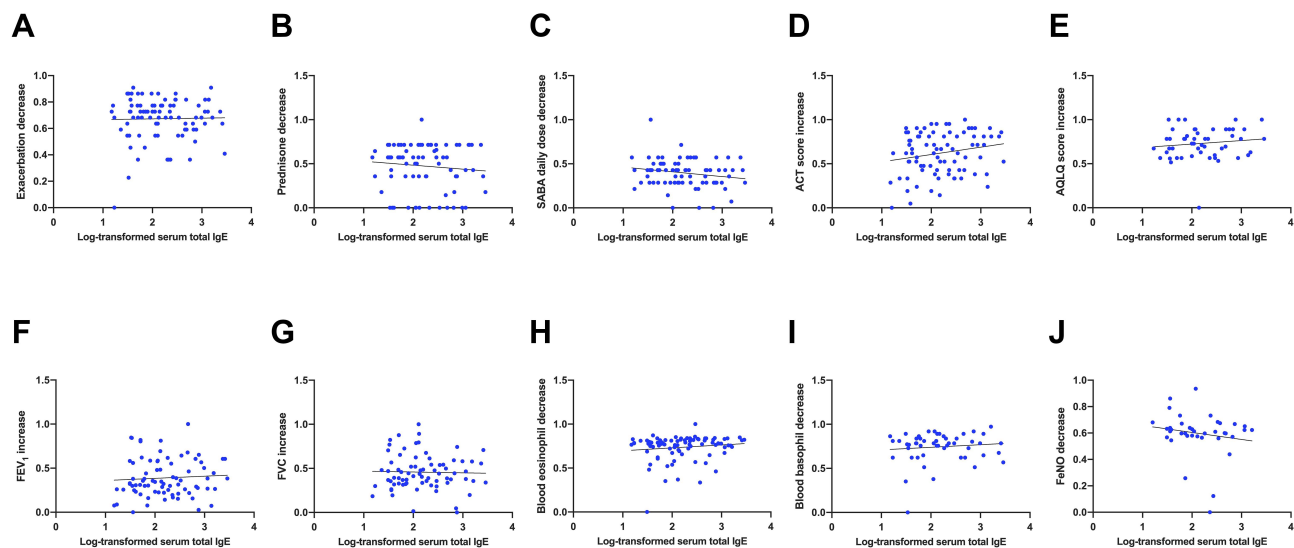 A
B
C
D
E
Exacerbation decrease
1.0
0.8
0.6
0.4
0.2
0.0
0 1 2 3 4
Log-transformed serum total IgE
Prednisone decrease
1.5
1.0
0.5
0.0
0 1 2 3 4
Log-transformed serum total IgE
SABA daily dose decrease
1.5
1.0
0.5
0.0
0 1 2 3 4
Log-transformed serum total IgE
ACT score increase
1.5
1.0
0.5
0.0
0 1 2 3 4
Log-transformed serum total IgE
AQLQ score increase
1.5
1.0
0.5
0.0
0 1 2 3 4
Log-transformed serum total IgE
F
G
H
I
J
FEV₁ increase
1.5
1.0
0.5
0.0
0 1 2 3 4
Log-transformed serum total IgE
FVC increase
1.5
1.0
0.5
0.0
0 1 2 3 4
Log-transformed serum total IgE
Blood eosinophil decrease
1.5
1.0
0.5
0.0
0 1 2 3 4
Log-transformed serum total IgE
Blood basophil decrease
1.5
1.0
0.5
0.0
0 1 2 3 4
Log-transformed serum total IgE
FeNO decrease
1.0
0.8
0.6
0.4
0.2
0.0
0 1 2 3 4
Log-transformed serum total IgE